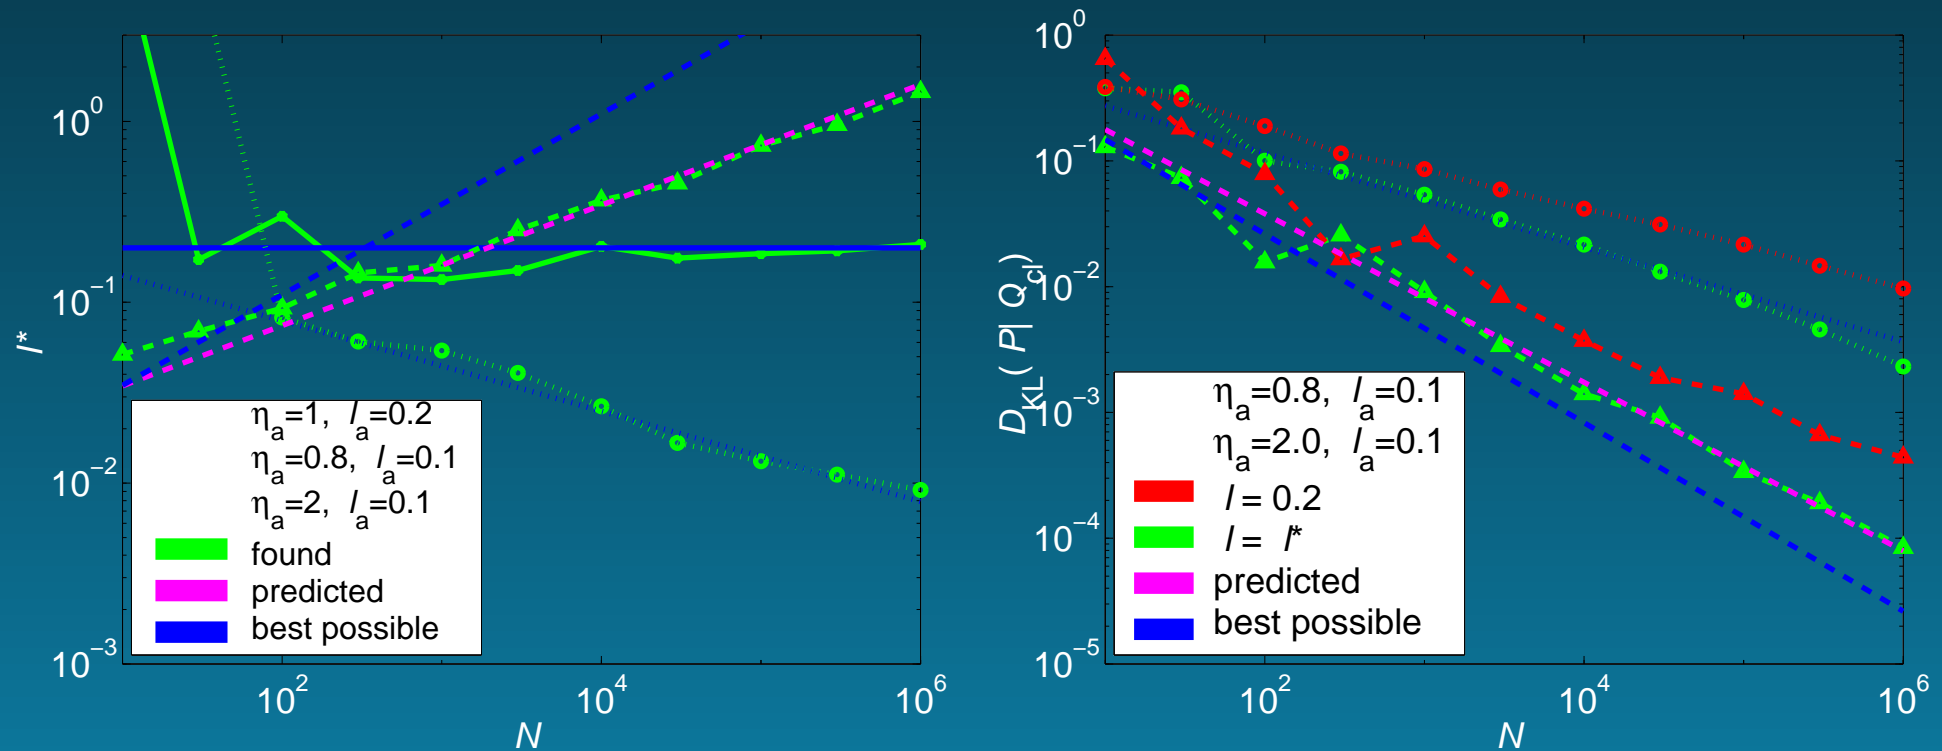 10^0
10^−1
10^−2
10^−3
l*
10^2
10^4
10^6
N
η_a=1, l_a=0.2
η_a=0.8, l_a=0.1
η_a=2, l_a=0.1
found
predicted
best possible
10^0
10^−1
10^−2
10^−3
10^−4
10^−5
D_KL( P| Q_cl)
10^2
10^4
10^6
N
η_a=0.8, l_a=0.1
η_a=2.0, l_a=0.1
l = 0.2
l = l*
predicted
best possible